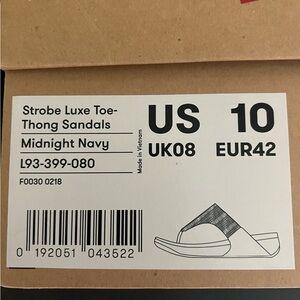 Strobe Luxe Toe-
Thong Sandals
Midnight Navy
L93-399-080
F0030 0218
Made in Vietnam
US 10
UK08 EUR42
0 192051 043522